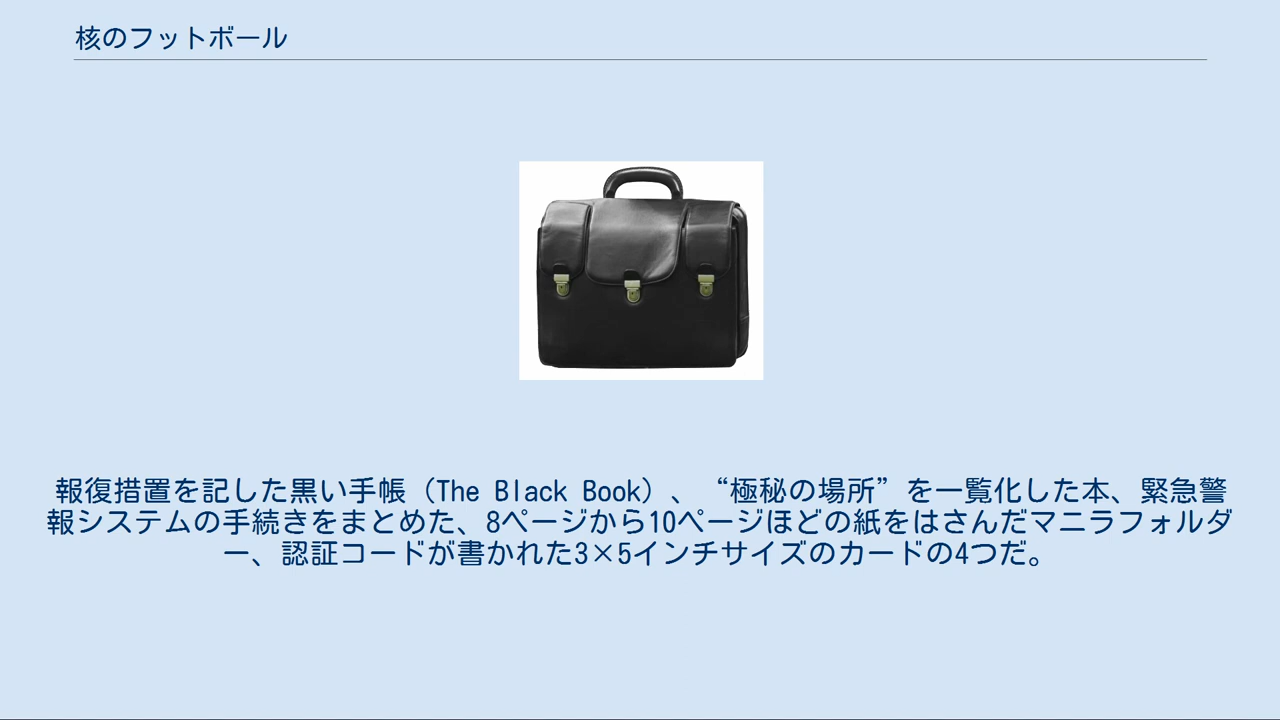 核のフットボール
報復措置を記した黒い手帳（The Black Book）、“極秘の場所”を一覧化した本、緊急警
報システムの手続きをまとめた、8ページから10ページほどの紙をはさんだマニラフォルダ
ー、認証コードが書かれた3×5インチサイズのカードの4つだ。